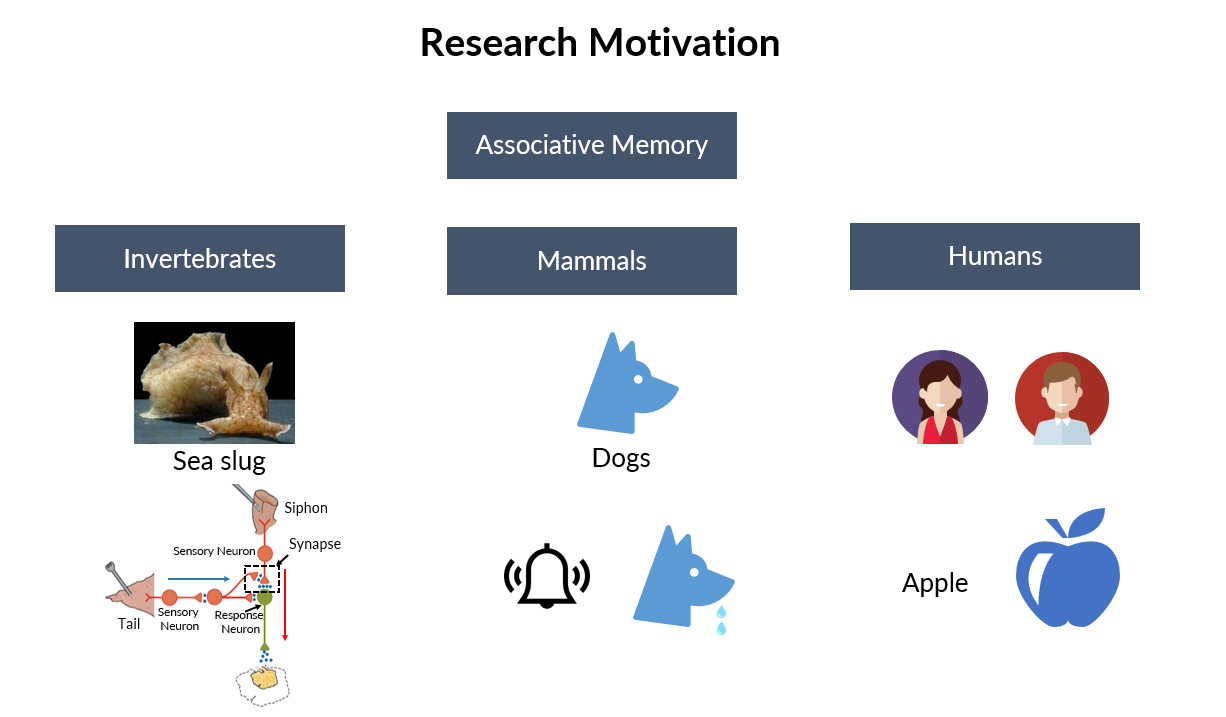 Research Motivation
Associative Memory
Invertebrates
Mammals
Humans
Sea slug
Dogs
Siphon
Synapse
Sensory Neuron
Tail
Sensory
Neuron
Response
Neuron
Apple